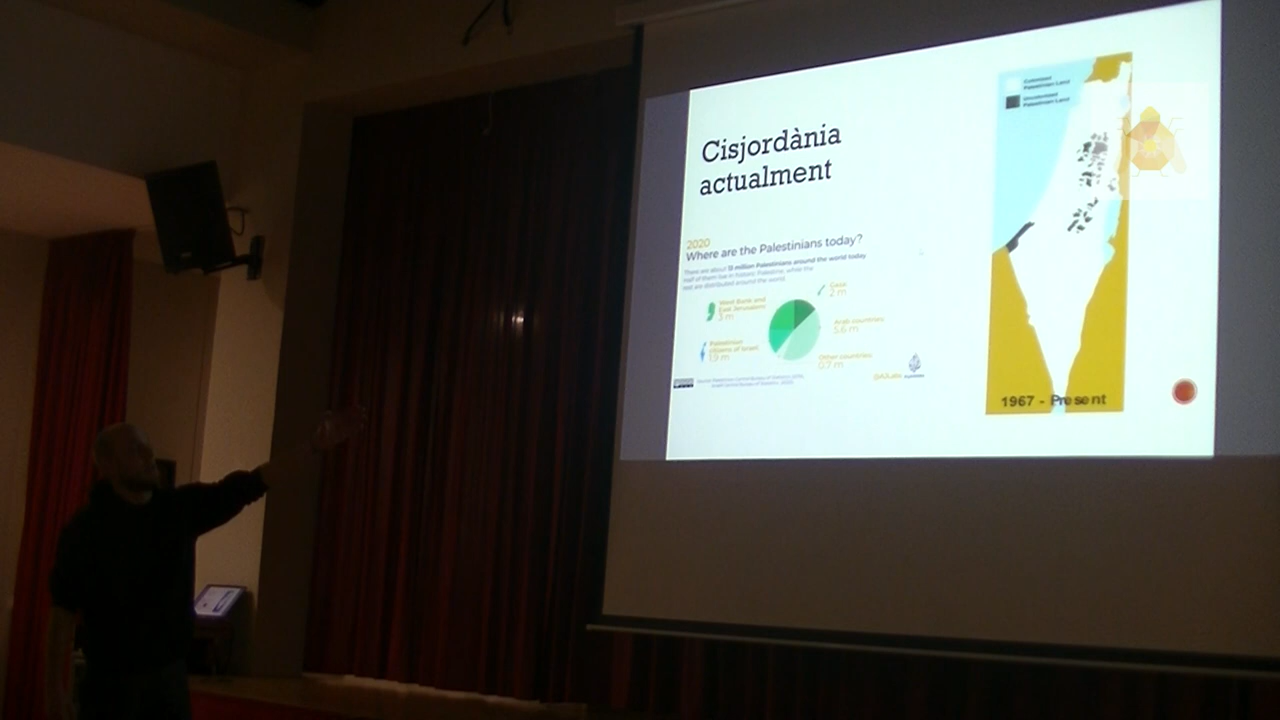 Cisjordània
actualment
2020
Where are the Palestinians today?
There are about 13 million Palestinians around the world today
Half of them live in historic Palestine, while the
rest are distributed around the world.
West Bank and
East Jerusalem
3 m
Palestinian
citizens of Israel
1.9 m
Gaza
2 m
Arab countries
5.6 m
Other countries
0.7 m
Palestinian Land
Palestinian Land
1967 - Present